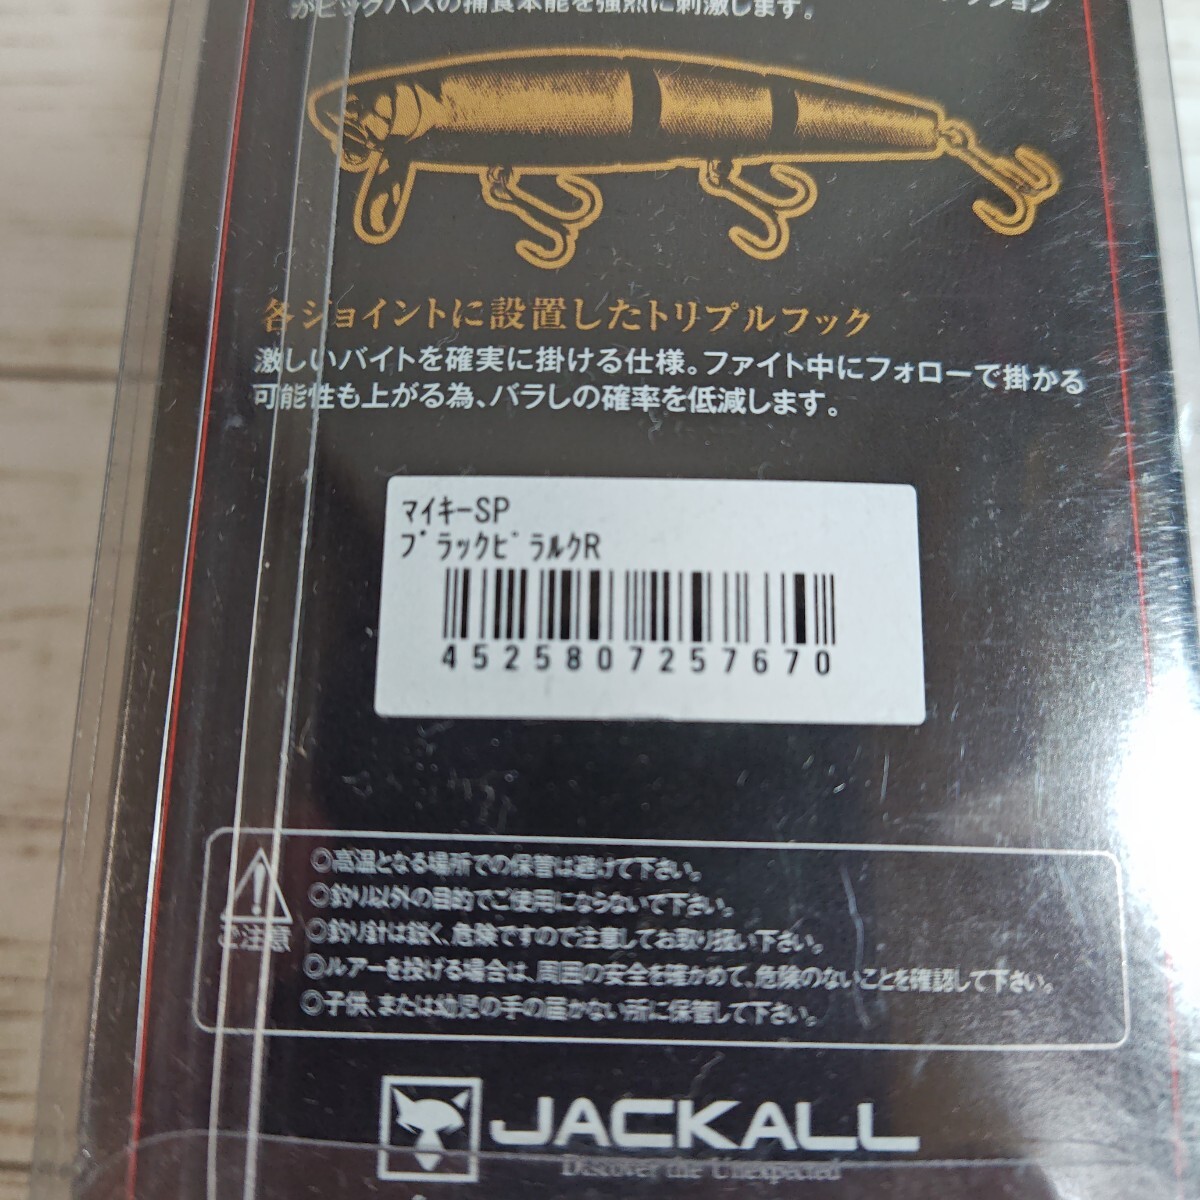 がビッグバスの捕食本能を強烈に刺激します。
各ジョイントに設置したトリプルフック
激しいバイトを確実に掛ける仕様。ファイト中にフォローで掛かる
可能性も上がる為、バラしの確率を低減します。
ﾏｲｷｰSP
ﾌﾞﾗｯｸﾋﾟﾗﾙｸR
4525807257670
ご注意
◎高温となる場所での保管は避けて下さい。
◎釣り以外の目的でご使用にならないで下さい。
◎釣り針は鋭く、危険ですので注意してお取り扱い下さい。
◎ルアーを投げる場合は、周囲の安全を確かめて、危険のないことを確認して下さい。
◎子供、または幼児の手の届かない所に保管して下さい。
JACKALL
Discover the Unexpected